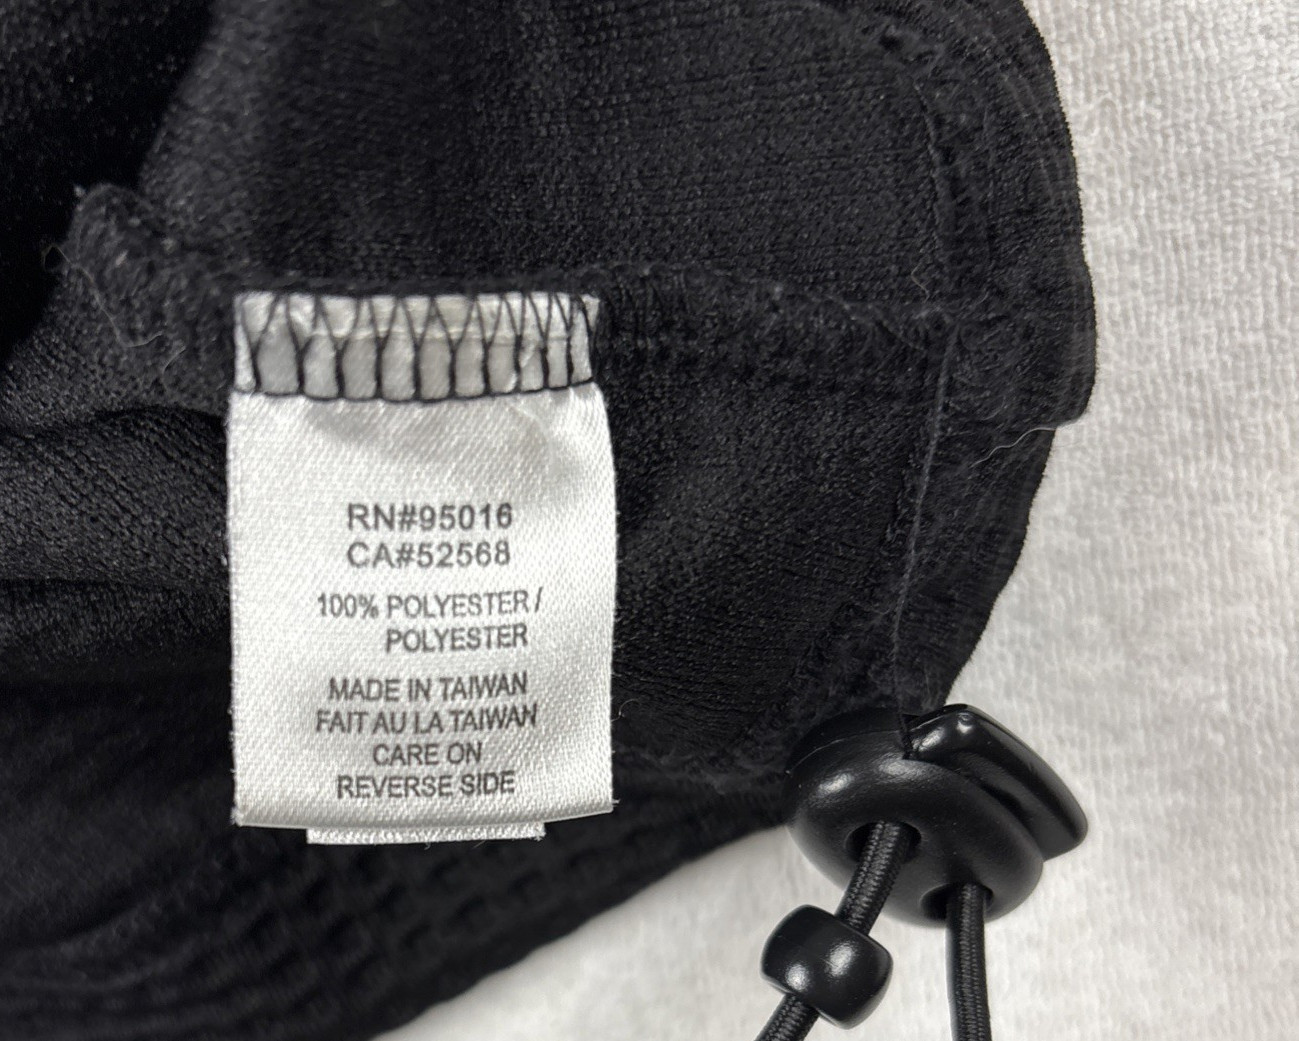 RN#95016
CA#52568
100% POLYESTER /
POLYESTER
MADE IN TAIWAN
FAIT AU LA TAIWAN
CARE ON
REVERSE SIDE